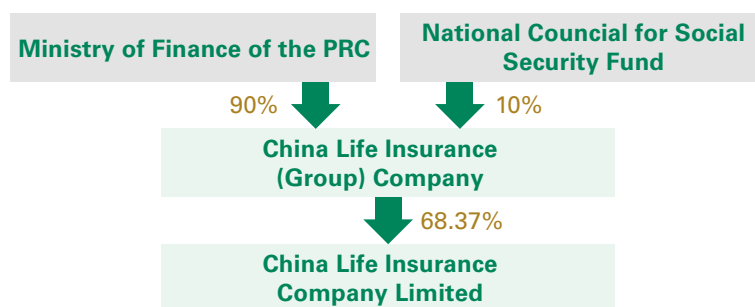 Ministry of Finance of the PRC
National Councial for Social
Security Fund
90%
10%
China Life Insurance
(Group) Company
68.37%
China Life Insurance
Company Limited